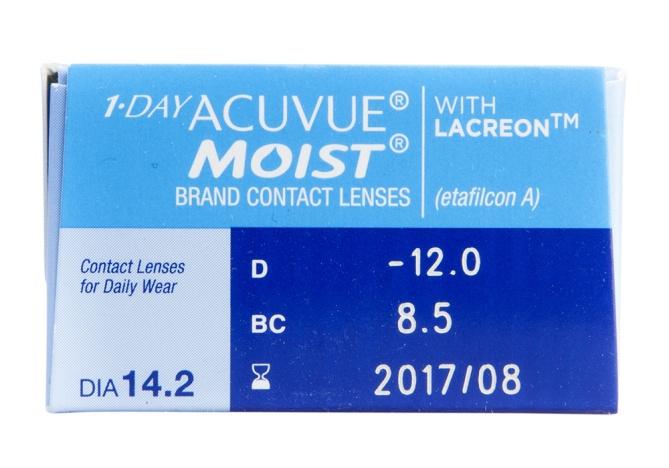 1·DAY ACUVUE®
MOIST®
BRAND CONTACT LENSES
WITH
LACREON™
(etafilcon A)
Contact Lenses
for Daily Wear
DIA 14.2
D -12.0
BC 8.5
2017/08